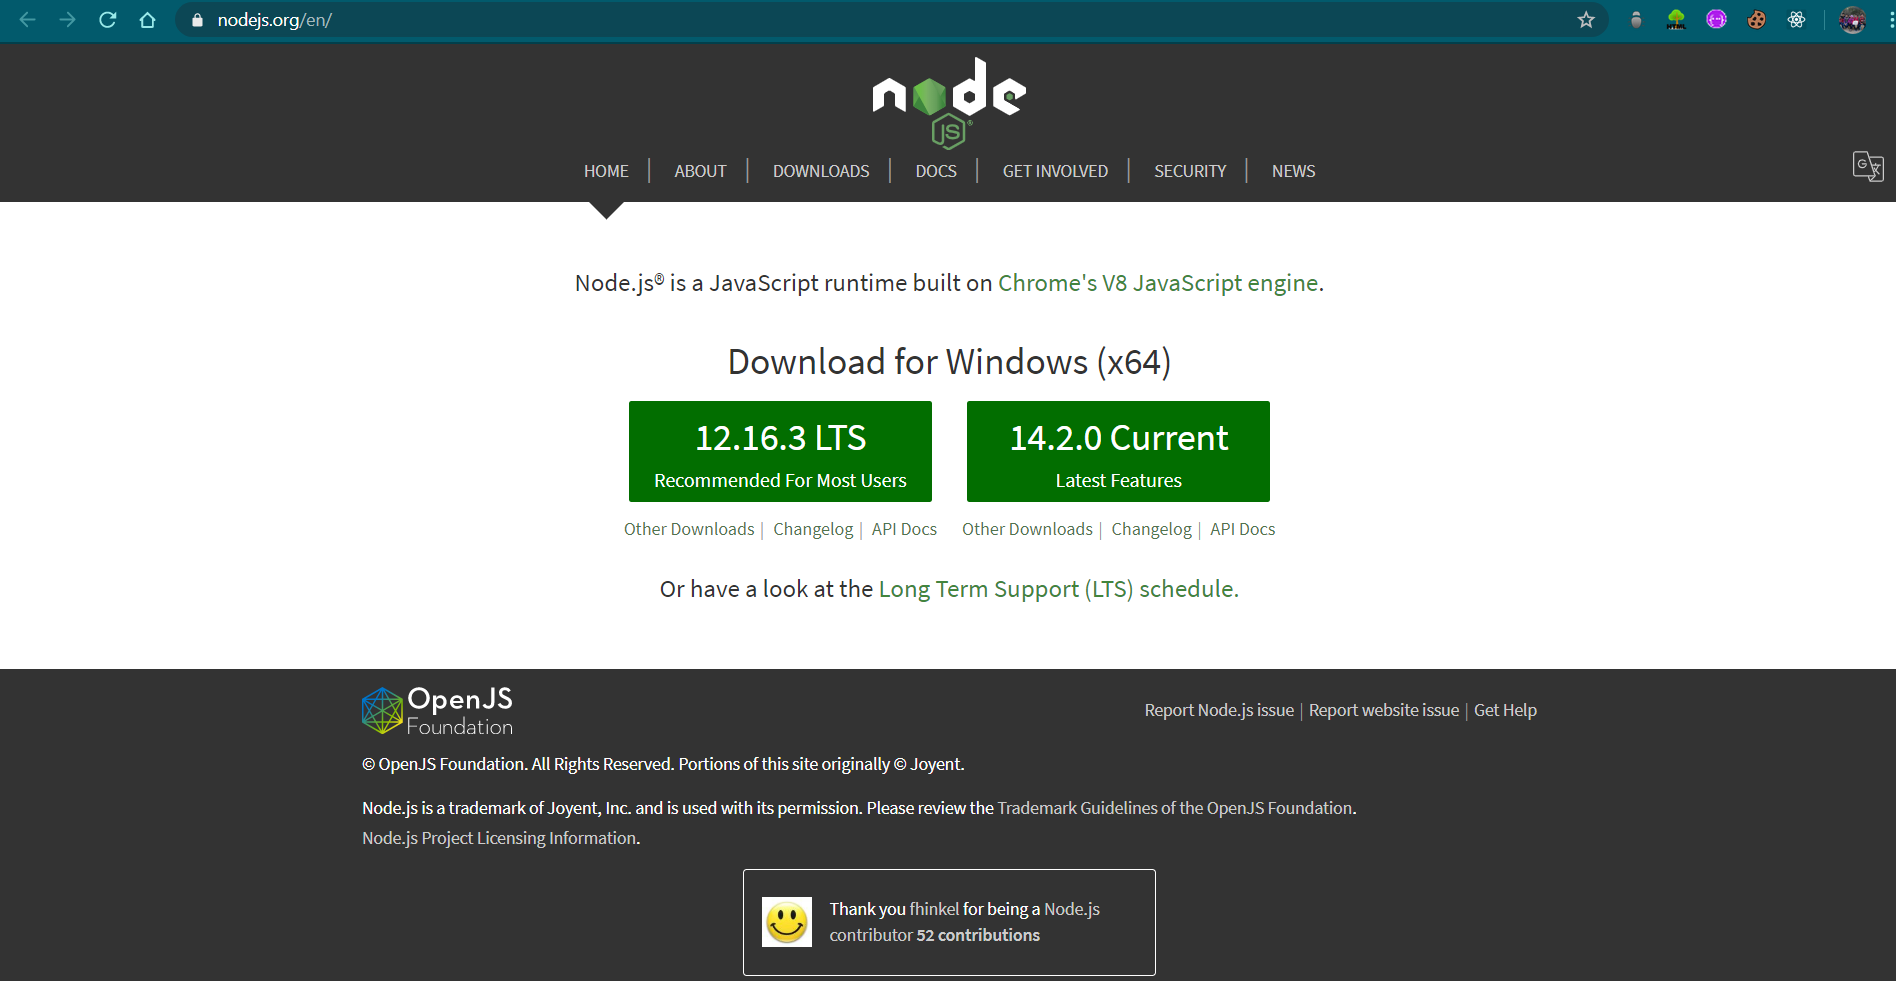 nodejs.org/en/
node
JS
HOME | ABOUT | DOWNLOADS | DOCS | GET INVOLVED | SECURITY | NEWS
Node.js® is a JavaScript runtime built on Chrome's V8 JavaScript engine.
Download for Windows (x64)
12.16.3 LTS
Recommended For Most Users
14.2.0 Current
Latest Features
Other Downloads | Changelog | API Docs
Other Downloads | Changelog | API Docs
Or have a look at the Long Term Support (LTS) schedule.
OpenJS
Foundation
Report Node.js issue | Report website issue | Get Help
© OpenJS Foundation. All Rights Reserved. Portions of this site originally © Joyent.
Node.js is a trademark of Joyent, Inc. and is used with its permission. Please review the Trademark Guidelines of the OpenJS Foundation.
Node.js Project Licensing Information.
Thank you fhinkel for being a Node.js
contributor 52 contributions